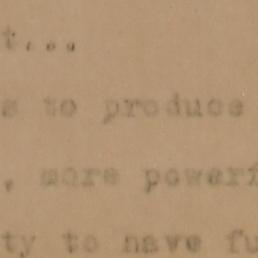 t...
s to produce
, more powerf
ty to have fu